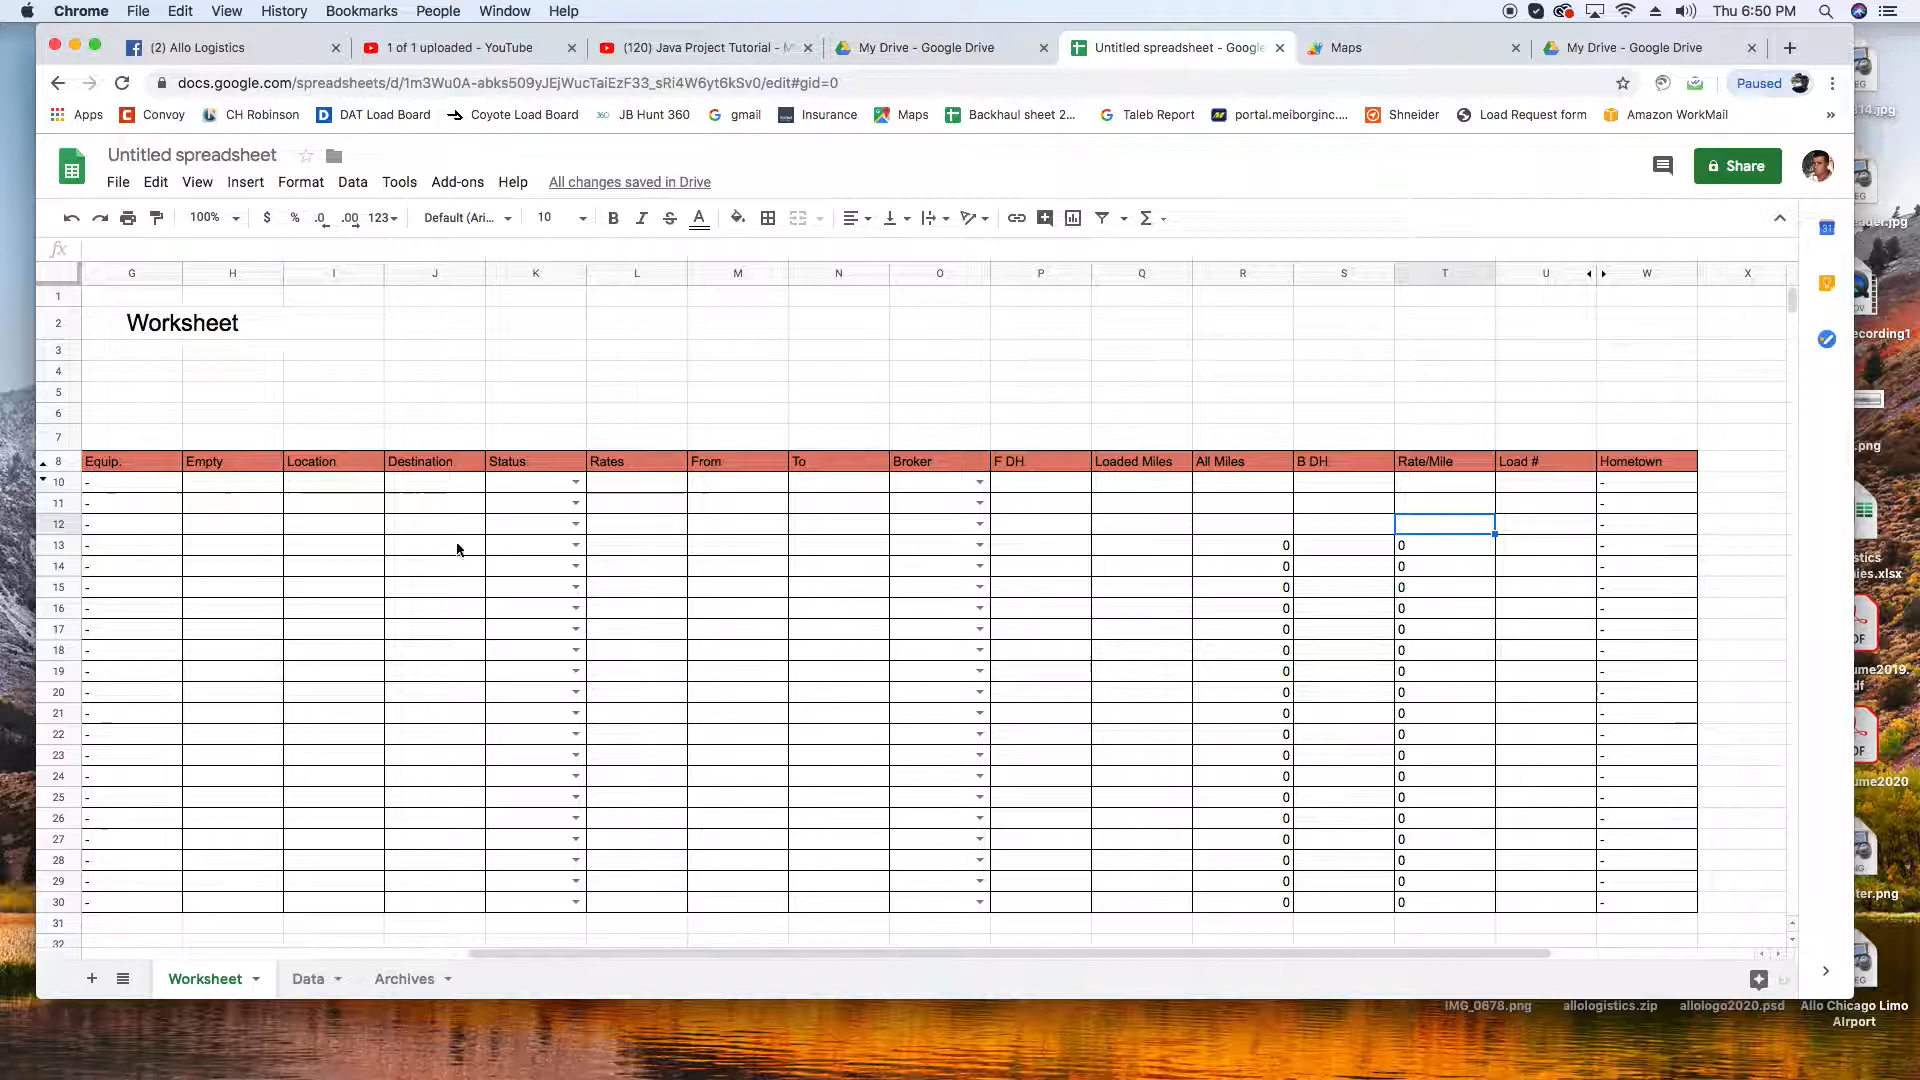 Chrome File Edit View History Bookmarks People Window Help Thu 6:50 PM
(2) Allo Logistics 1 of 1 uploaded - YouTube (120) Java Project Tutorial - M My Drive - Google Drive Untitled spreadsheet - Google Maps My Drive - Google Drive
docs.google.com/spreadsheets/d/1m3Wu0A-abks509yJEjWucTaiEzF33_sRi4W6yt6kSv0/edit#gid=0 Paused
Apps Convoy CH Robinson DAT Load Board Coyote Load Board 360 JB Hunt 360 gmail Insurance Maps Backhaul sheet 2... Taleb Report portal.meiborginc.... Shneider Load Request form Amazon WorkMail »
Untitled spreadsheet
Share
File Edit View Insert Format Data Tools Add-ons Help All changes saved in Drive
100% $ % .0 .00 123 Default (Ari... 10 B I S A Σ
fx
31
G H I J K L M N O P Q R S T U W X
1
2 Worksheet
3
4
5
6
7
8 Equip. Empty Location Destination Status Rates From To Broker F DH Loaded Miles All Miles B DH Rate/Mile Load # Hometown
10 - -
11 - -
12 - -
13 - 0 0 -
14 - 0 0 -
15 - 0 0 -
16 - 0 0 -
17 - 0 0 -
18 - 0 0 -
19 - 0 0 -
20 - 0 0 -
21 - 0 0 -
22 - 0 0 -
23 - 0 0 -
24 - 0 0 -
25 - 0 0 -
26 - 0 0 -
27 - 0 0 -
28 - 0 0 -
29 - 0 0 -
30 - 0 0 -
31
32
Worksheet Data Archives
14.jpg
ader.jpg
ecording1
.png
stics
ies.xlsx
ume2019.
df
ume2020
ter.png
IMG_0678.png allologistics.zip allologo2020.psd Allo Chicago Limo
Airport